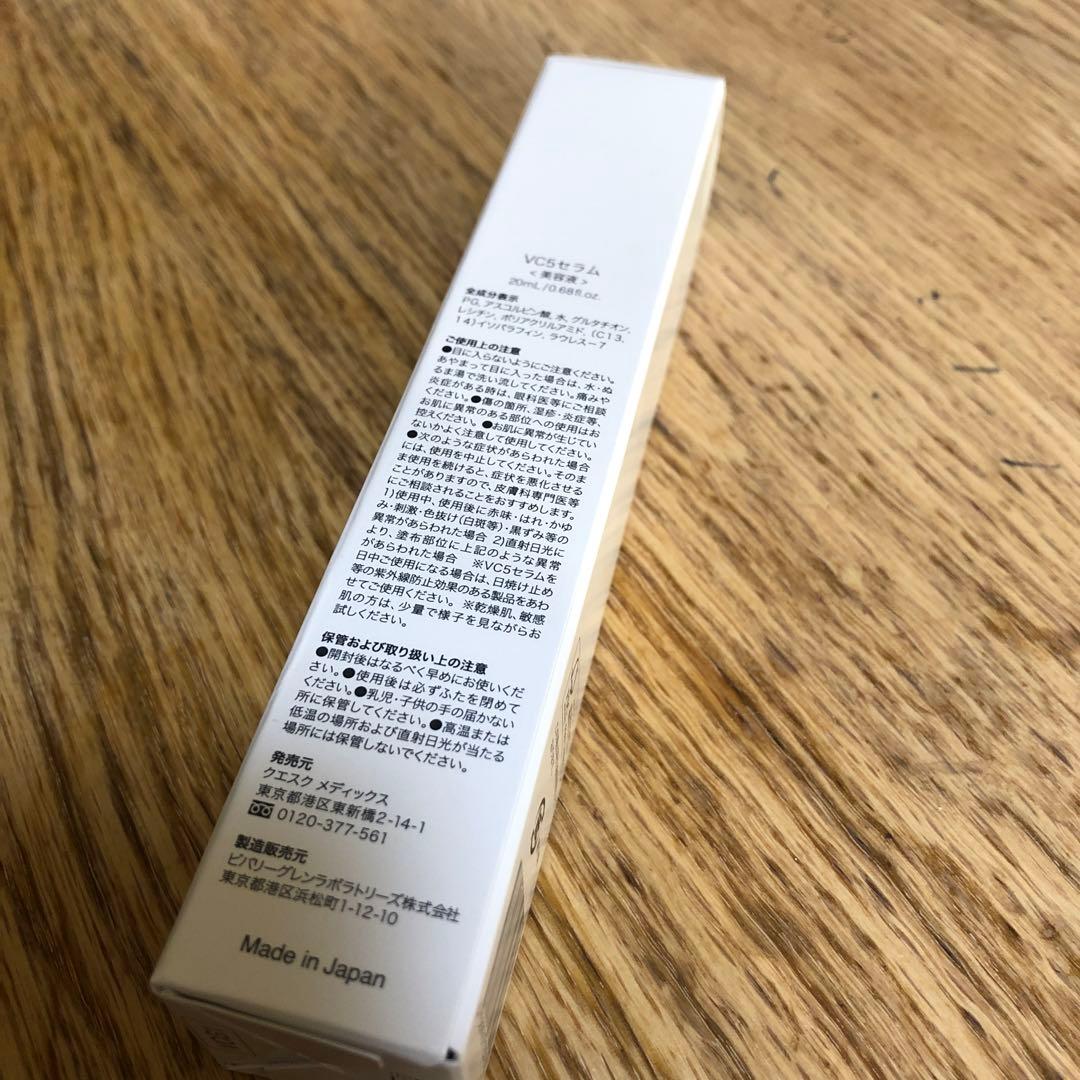 VC5セラム
<美容液>
20mL/0.68fl.oz.
全成分表示
PG, アスコルビン酸, 水, グルタチオン,
レシチン, ポリアクリルアミド, (C13,
14)イソパラフィン, ラウレスー7
ご使用上の注意
●目に入らないようにご注意ください。
あやまって目に入った場合は、水・ぬ
るま湯で洗い流してください。痛みや
炎症がある時は、眼科医等にご相談
ください。●傷の箇所、湿疹・炎症等、
お肌に異常のある部位への使用はお
控えください。●お肌に異常が生じてい
ないかよく注意して使用してください。
●次のような症状があらわれた場合
には、使用を中止してください。そのま
ま使用を続けると、症状を悪化させる
ことがありますので、皮膚科専門医等
にご相談されることをおすすめします。
1)使用中、使用後に赤味・はれ・かゆ
み・刺激・色抜け(白斑等)・黒ずみ等の
異常があらわれた場合 2)直射日光に
より、塗布部位に上記のような異常
があらわれた場合 ※VC5セラムを
日中ご使用になる場合は、日焼け止め
等の紫外線防止効果のある製品をあわ
せてご使用ください。 ※乾燥肌、敏感
肌の方は、少量で様子を見ながらお
試しください。
保管および取り扱い上の注意
●開封後はなるべく早めにお使いくだ
さい。●使用後は必ずふたを閉めて
ください。●乳児・子供の手の届かない
所に保管してください。●高温または
低温の場所および直射日光が当たる
場所には保管しないでください。
発売元
クエスク メディックス
東京都港区東新橋2-14-1
0120-377-561
製造販売元
ビバリーグレンラボラトリーズ株式会社
東京都港区浜松町1-12-10
Made in Japan